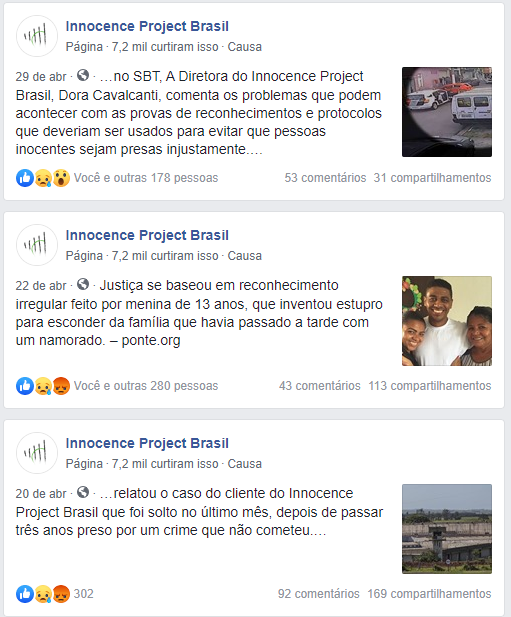 Innocence Project Brasil
Página · 7,2 mil curtiram isso · Causa
29 de abr · · …no SBT, A Diretora do Innocence Project
Brasil, Dora Cavalcanti, comenta os problemas que podem
acontecer com as provas de reconhecimentos e protocolos
que deveriam ser usados para evitar que pessoas
inocentes sejam presas injustamente.…
Você e outras 178 pessoas 53 comentários 31 compartilhamentos
Innocence Project Brasil
Página · 7,2 mil curtiram isso · Causa
22 de abr · · Justiça se baseou em reconhecimento
irregular feito por menina de 13 anos, que inventou estupro
para esconder da família que havia passado a tarde com
um namorado. – ponte.org
Você e outras 280 pessoas 43 comentários 113 compartilhamentos
Innocence Project Brasil
Página · 7,2 mil curtiram isso · Causa
20 de abr · · …relatou o caso do cliente do Innocence
Project Brasil que foi solto no último mês, depois de passar
três anos preso por um crime que não cometeu.…
302 92 comentários 169 compartilhamentos